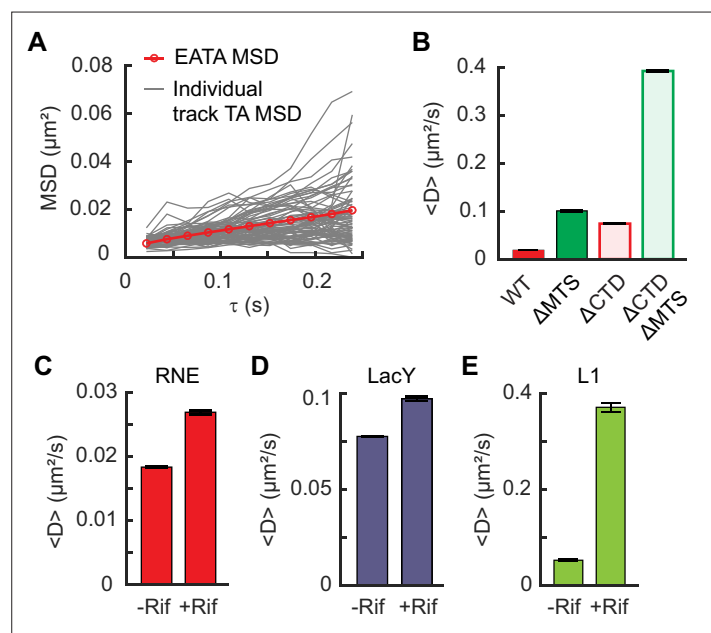 A
EATA MSD
Individual
track TA MSD
MSD (µm²)
0.08
0.06
0.04
0.02
0
0
0.1
0.2
τ (s)
B
<D> (µm²/s)
0.4
0.3
0.2
0.1
0
WT
ΔMTS
ΔCTD
ΔCTD
ΔMTS
C
RNE
<D> (µm²/s)
0.03
0.02
0.01
0
-Rif
+Rif
D
LacY
<D> (µm²/s)
0.1
0.05
0
-Rif
+Rif
E
L1
<D> (µm²/s)
0.4
0.2
0
-Rif
+Rif